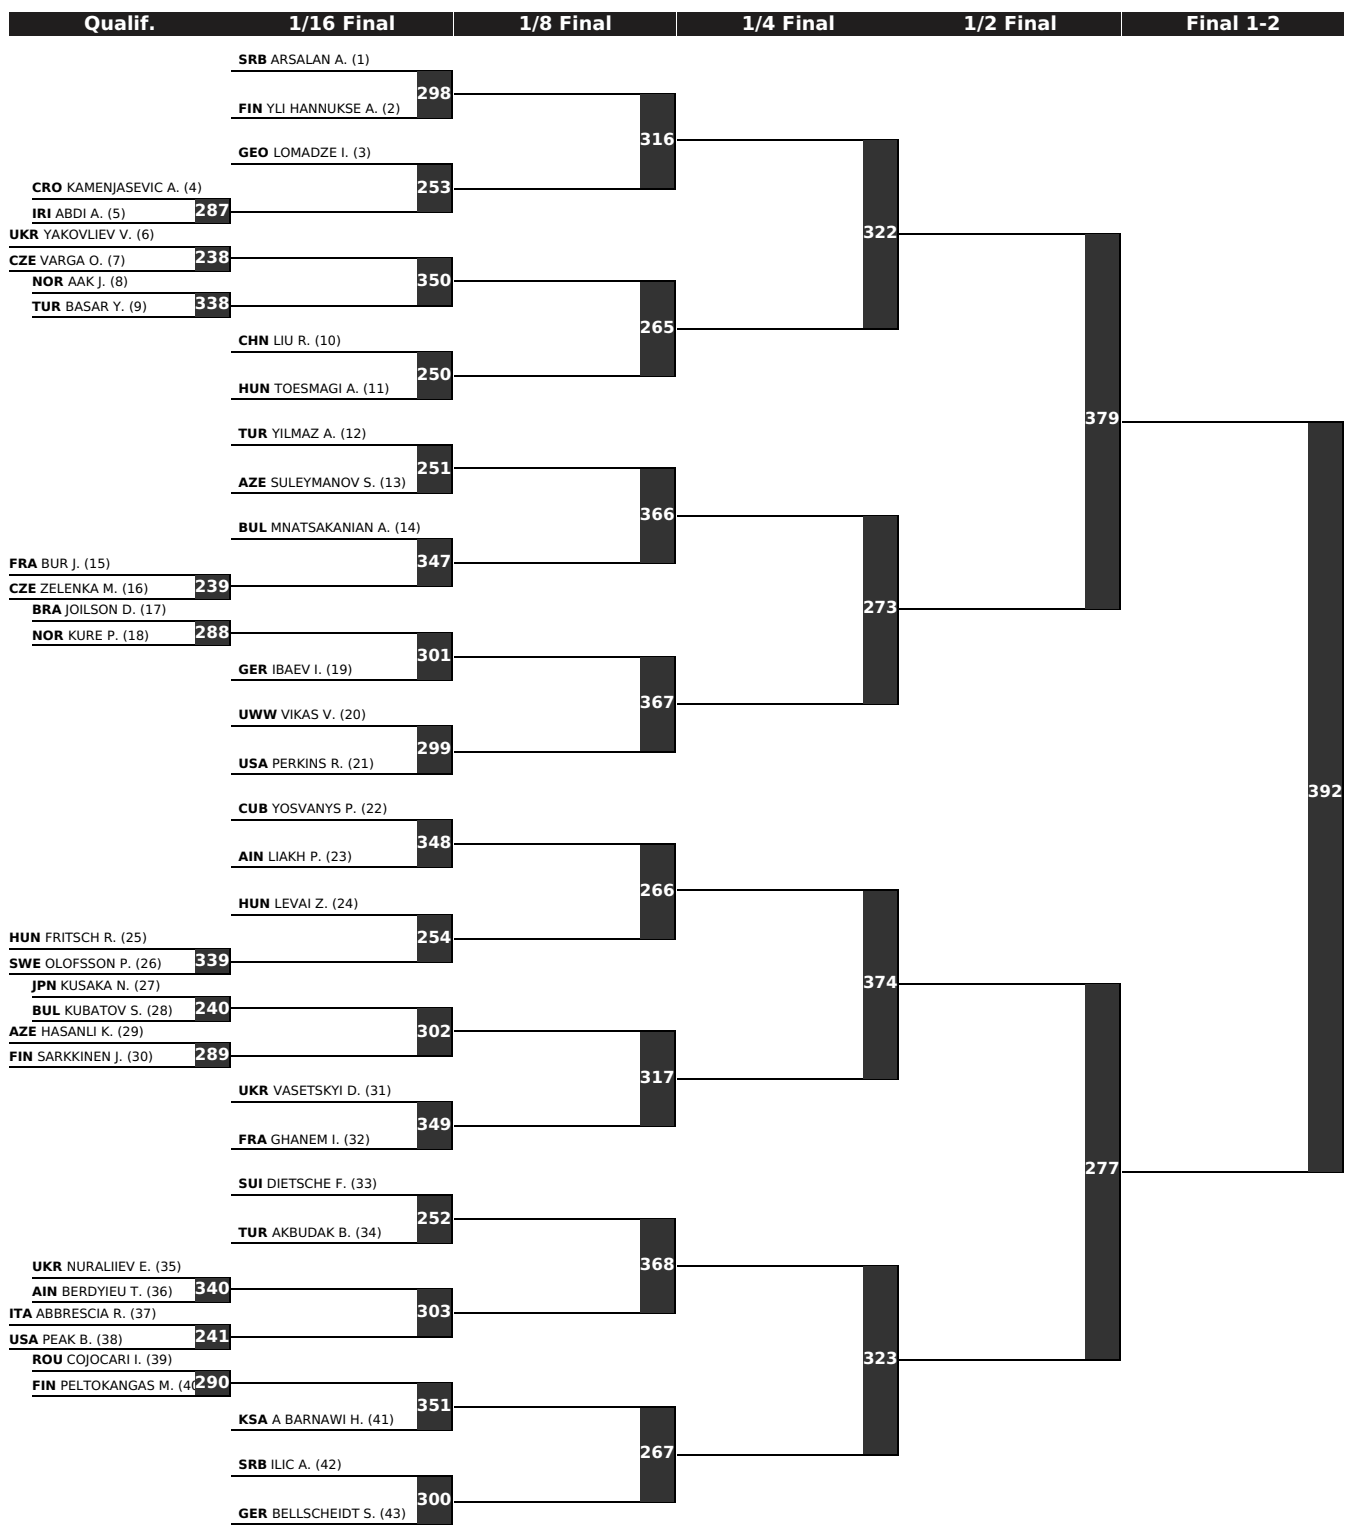 Qualif. 1/16 Final 1/8 Final 1/4 Final 1/2 Final Final 1-2
SRB ARSALAN A. (1)
298
FIN YLI HANNUKSE A. (2)
316
GEO LOMADZE I. (3)
CRO KAMENJASEVIC A. (4)
253
IRI ABDI A. (5)
287
UKR YAKOVLIEV V. (6)
322
CZE VARGA O. (7)
238
NOR AAK J. (8)
350
TUR BASAR Y. (9)
338
265
CHN LIU R. (10)
250
HUN TOESMAGI A. (11)
379
TUR YILMAZ A. (12)
251
AZE SULEYMANOV S. (13)
366
BUL MNATSAKANIAN A. (14)
FRA BUR J. (15)
347
CZE ZELENKA M. (16)
239
BRA JOILSON D. (17)
273
NOR KURE P. (18)
288
301
GER IBAEV I. (19)
367
UWW VIKAS V. (20)
299
USA PERKINS R. (21)
392
CUB YOSVANYS P. (22)
348
AIN LIAKH P. (23)
266
HUN LEVAI Z. (24)
HUN FRITSCH R. (25)
254
SWE OLOFSSON P. (26)
339
JPN KUSAKA N. (27)
374
BUL KUBATOV S. (28)
240
AZE HASANLI K. (29)
302
FIN SARKKINEN J. (30)
289
317
UKR VASETSKYI D. (31)
349
FRA GHANEM I. (32)
277
SUI DIETSCHE F. (33)
252
TUR AKBUDAK B. (34)
368
UKR NURALIIEV E. (35)
AIN BERDYIEU T. (36)
340
ITA ABBRESCIA R. (37)
303
USA PEAK B. (38)
241
ROU COJOCARI I. (39)
323
FIN PELTOKANGAS M. (40
290
351
KSA A BARNAWI H. (41)
267
SRB ILIC A. (42)
300
GER BELLSCHEIDT S. (43)